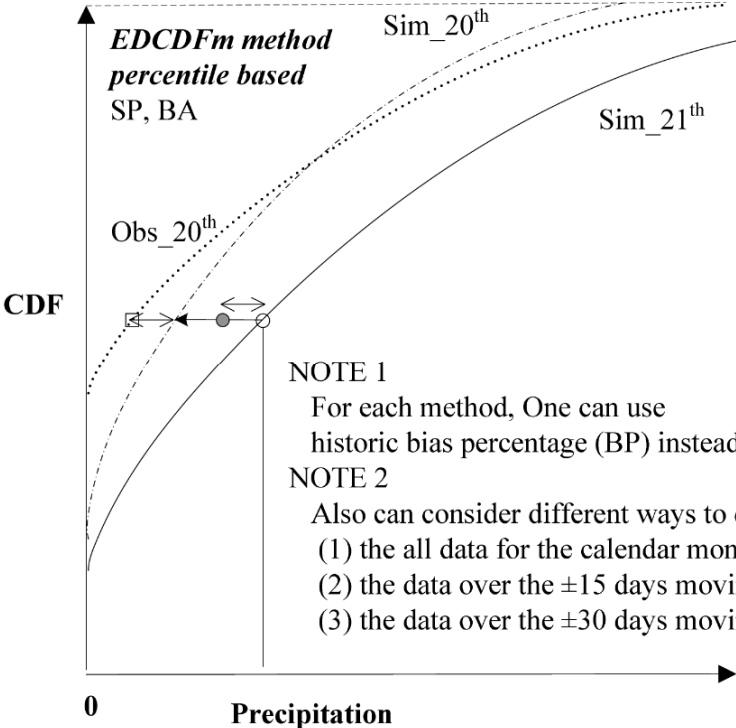 EDCDFm method
percentile based
SP, BA
Sim_20th
Sim_21th
Obs_20th
CDF
NOTE 1
For each method, One can use
historic bias percentage (BP) instead
NOTE 2
Also can consider different ways to
(1) the all data for the calendar mon
(2) the data over the ±15 days movi
(3) the data over the ±30 days movi
0
Precipitation